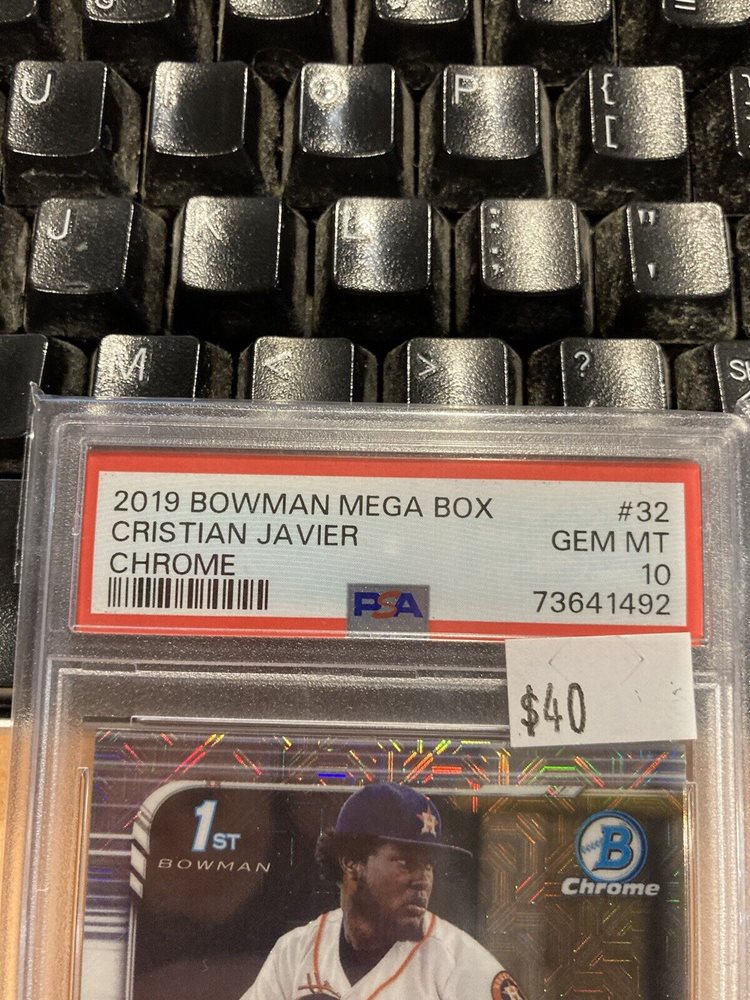 U O P { [
J K L : ; " '
M < > ? /
2019 BOWMAN MEGA BOX #32
CRISTIAN JAVIER GEM MT
CHROME 10
PSA 73641492
$40
1ST
BOWMAN
B
Chrome